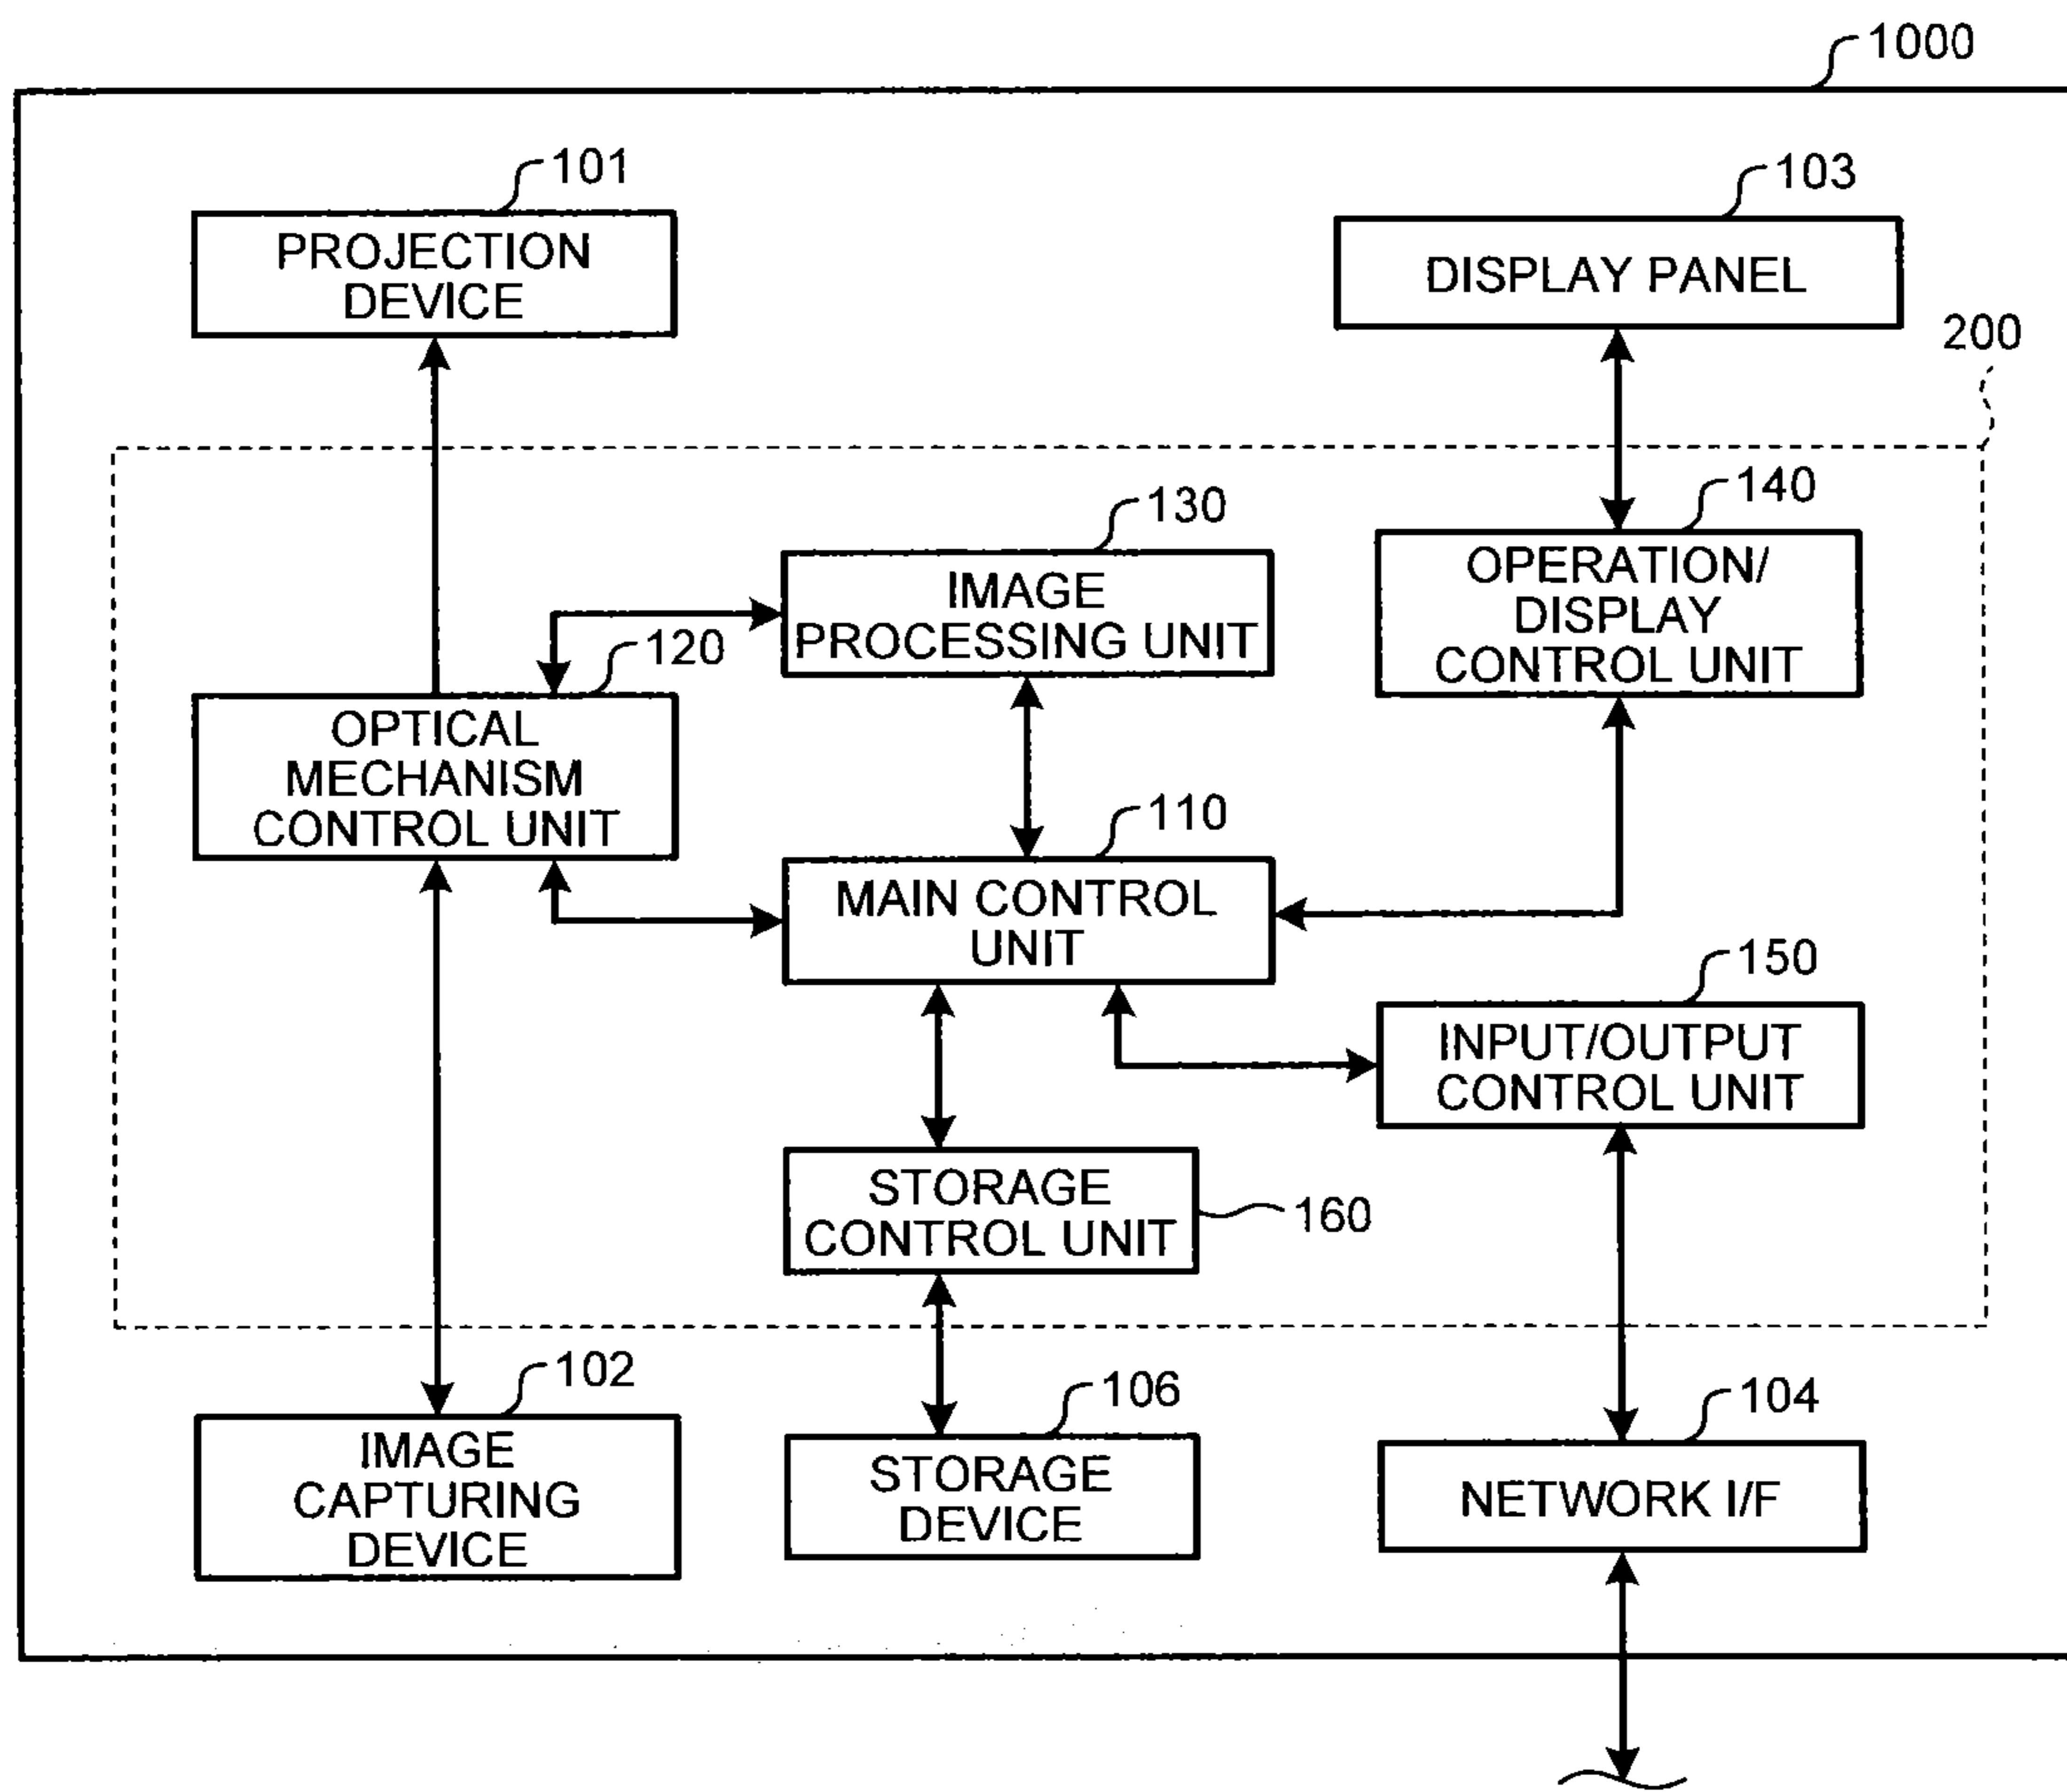 1000
101
PROJECTION
DEVICE
103
DISPLAY PANEL
200
130
IMAGE
PROCESSING UNIT
140
OPERATION/
DISPLAY
CONTROL UNIT
120
OPTICAL
MECHANISM
CONTROL UNIT
110
MAIN CONTROL
UNIT
150
INPUT/OUTPUT
CONTROL UNIT
STORAGE
CONTROL UNIT
160
102
IMAGE
CAPTURING
DEVICE
106
STORAGE
DEVICE
104
NETWORK I/F